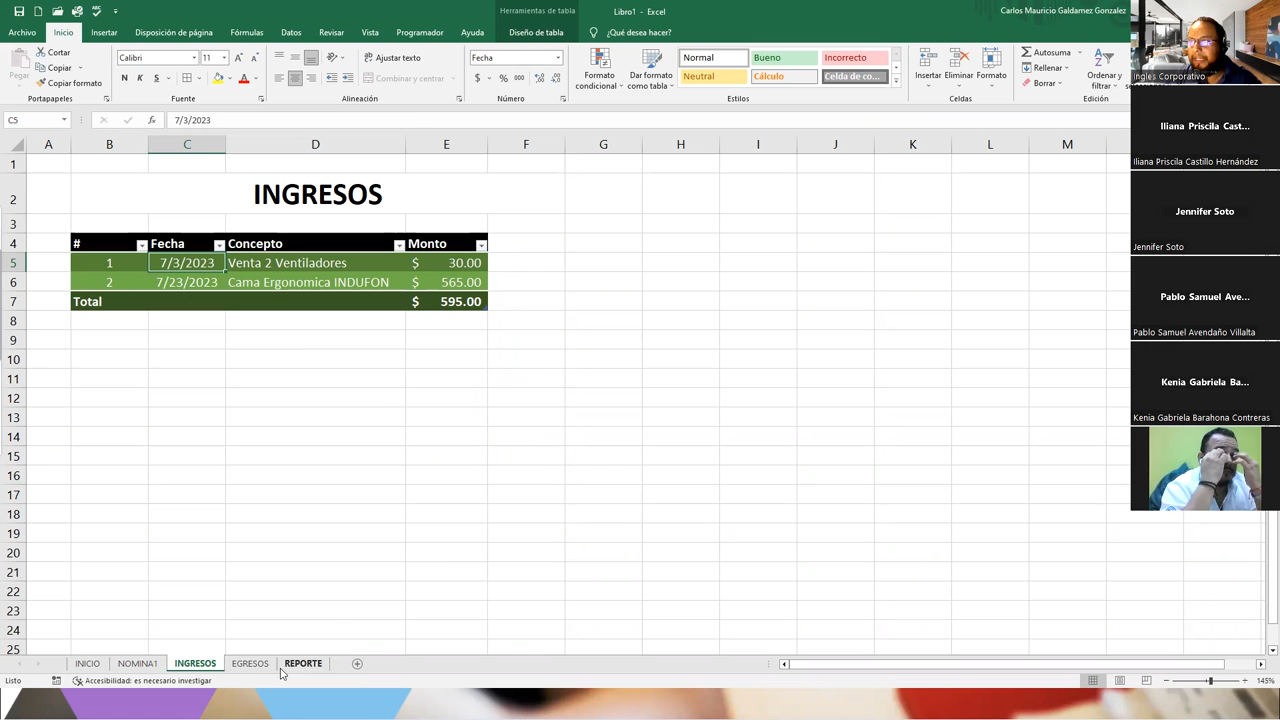 Herramientas de tabla
Libro1 - Excel
Carlos Mauricio Galdamez Gonzalez
Archivo Inicio Insertar Disposición de página Fórmulas Datos Revisar Vista Programador Ayuda Diseño de tabla ¿Qué desea hacer?
Pegar
Cortar
Copiar
Copiar formato
Portapapeles
Calibri 11
N K S
Fuente
Ajustar texto
Combinar y centrar
Alineación
Fecha
$ % 000
Número
Formato condicional
Dar formato como tabla
Normal Bueno Incorrecto
Neutral Cálculo Celda de co...
Estilos
Insertar Eliminar Formato
Celdas
Autosuma
Rellenar
Borrar
Ordenar y filtrar
Edición
C5 fx 7/3/2023
A B C D E F G H I J K L M
1
2 INGRESOS
3
4 # Fecha Concepto Monto
5 1 7/3/2023 Venta 2 Ventiladores $ 30.00
6 2 7/23/2023 Cama Ergonomica INDUFON $ 565.00
7 Total $ 595.00
8
9
10
11
12
13
14
15
16
17
18
19
20
21
22
23
24
25
INICIO NOMINA1 INGRESOS EGRESOS REPORTE
Listo Accesibilidad: es necesario investigar 145%
Ingles Corporativo
Iliana Priscila Cast...
Iliana Priscila Castillo Hernández
Jennifer Soto
Jennifer Soto
Pablo Samuel Ave...
Pablo Samuel Avendaño Villalta
Kenia Gabriela Ba...
Kenia Gabriela Barahona Contreras